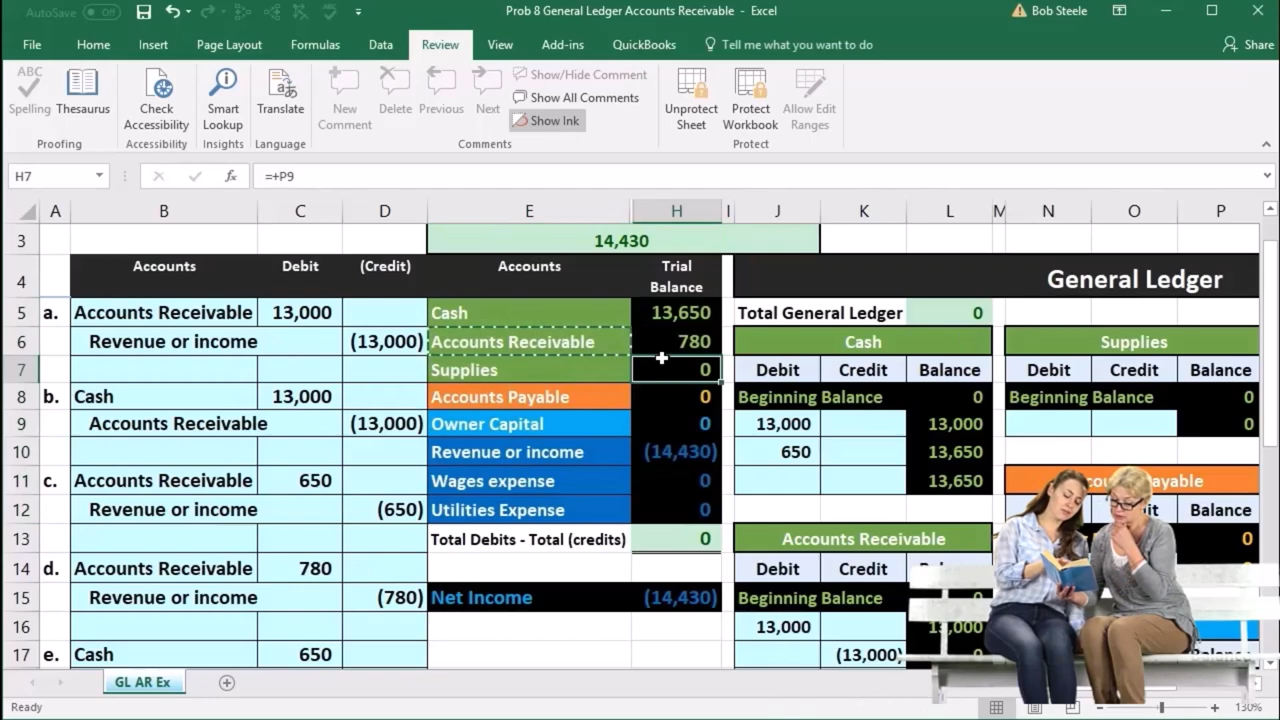 AutoSave Off Prob 8 General Ledger Accounts Receivable - Excel Bob Steele
File Home Insert Page Layout Formulas Data Review View Add-ins QuickBooks Tell me what you want to do Share
ABC
Spelling Thesaurus Check Accessibility Smart Lookup Translate New Comment Delete Previous Next Show/Hide Comment
Show All Comments
Show Ink
Unprotect Sheet Protect Workbook Allow Edit Ranges
Proofing Accessibility Insights Language Comments Protect
H7 fx =+P9
A B C D E H I J K L M N O P
3 14,430
4 Accounts Debit (Credit) Accounts Trial Balance General Ledger
5 a. Accounts Receivable 13,000 Cash 13,650 Total General Ledger 0
6 Revenue or income (13,000) Accounts Receivable 780 Cash Supplies
7 Supplies 0 Debit Credit Balance Debit Credit Balance
8 b. Cash 13,000 Accounts Payable 0 Beginning Balance 0 Beginning Balance 0
9 Accounts Receivable (13,000) Owner Capital 0 13,000 13,000 0
10 Revenue or income (14,430) 650 13,650
11 c. Accounts Receivable 650 Wages expense 0 13,650
12 Revenue or income (650) Utilities Expense 0 Balance
13 Total Debits - Total (credits) 0 Accounts Receivable 0
14 d. Accounts Receivable 780 Debit Credit
15 Revenue or income (780) Net Income (14,430) Beginning Balance
16 13,000 13,000
17 e. Cash 650 (13,000)
GL AR Ex
Ready 130%